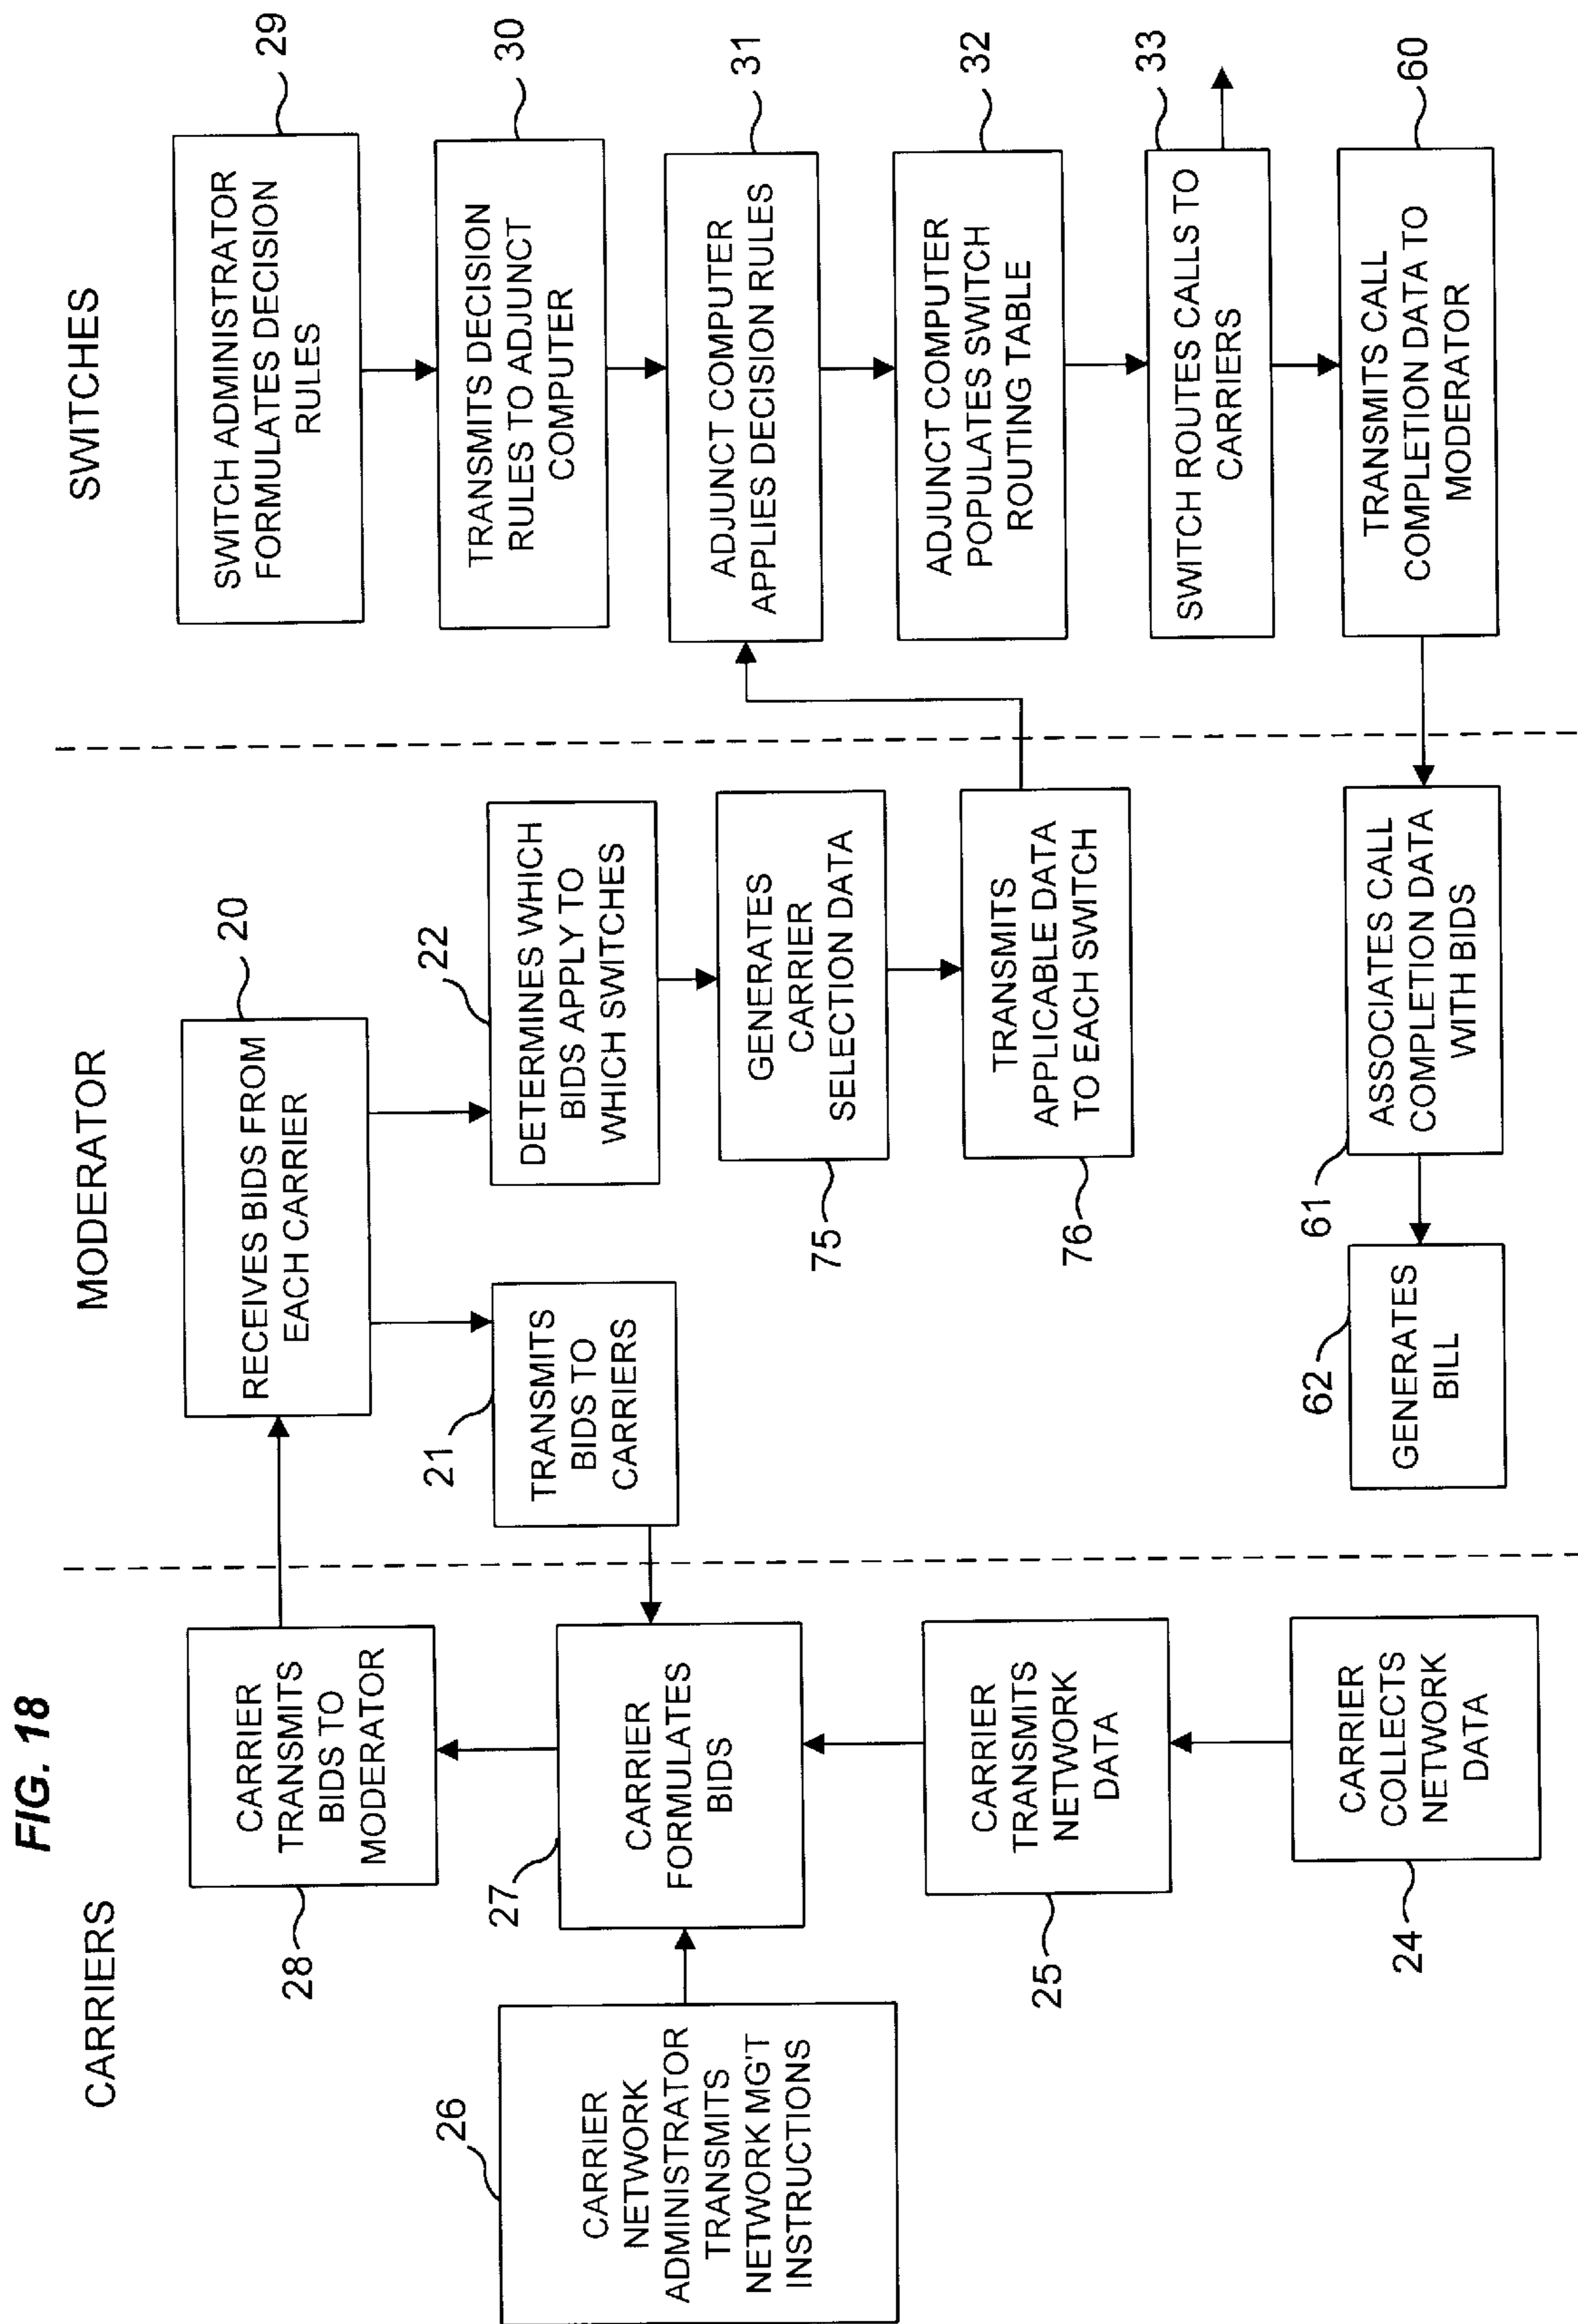 FIG. 18
CARRIERS
MODERATOR
SWITCHES
26
CARRIER
NETWORK
ADMINISTRATOR
TRANSMITS
NETWORK MG'T
INSTRUCTIONS
28
CARRIER
TRANSMITS
BIDS TO
MODERATOR
27
CARRIER
FORMULATES
BIDS
25
CARRIER
TRANSMITS
NETWORK
DATA
24
CARRIER
COLLECTS
NETWORK
DATA
20
RECEIVES BIDS FROM
EACH CARRIER
21
TRANSMITS
BIDS TO
CARRIERS
22
DETERMINES WHICH
BIDS APPLY TO
WHICH SWITCHES
75
GENERATES
CARRIER
SELECTION DATA
76
TRANSMITS
APPLICABLE DATA
TO EACH SWITCH
61
ASSOCIATES CALL
COMPLETION DATA
WITH BIDS
62
GENERATES
BILL
29
SWITCH ADMINISTRATOR
FORMULATES DECISION
RULES
30
TRANSMITS DECISION
RULES TO ADJUNCT
COMPUTER
31
ADJUNCT COMPUTER
APPLIES DECISION RULES
32
ADJUNCT COMPUTER
POPULATES SWITCH
ROUTING TABLE
33
SWITCH ROUTES CALLS TO
CARRIERS
60
TRANSMITS CALL
COMPLETION DATA TO
MODERATOR